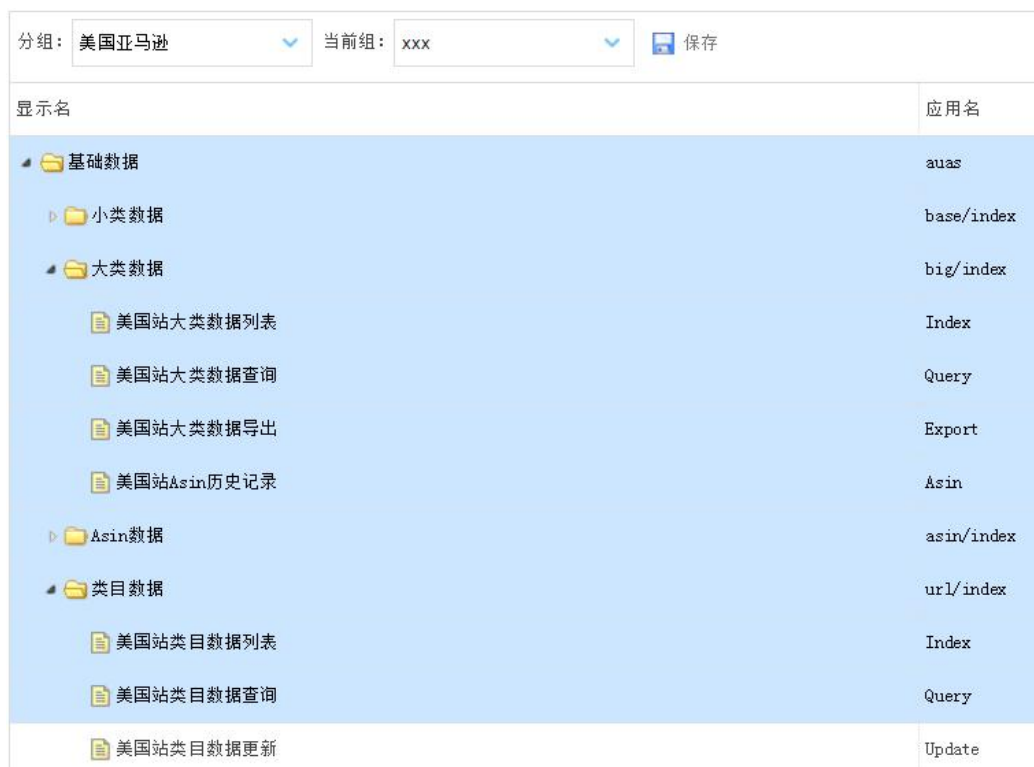 分组： 美国亚马逊 当前组： xxx 保存
显示名 应用名
基础数据 auas
小类数据 base/index
大类数据 big/index
美国站大类数据列表 Index
美国站大类数据查询 Query
美国站大类数据导出 Export
美国站Asin历史记录 Asin
Asin数据 asin/index
类目数据 url/index
美国站类目数据列表 Index
美国站类目数据查询 Query
美国站类目数据更新 Update